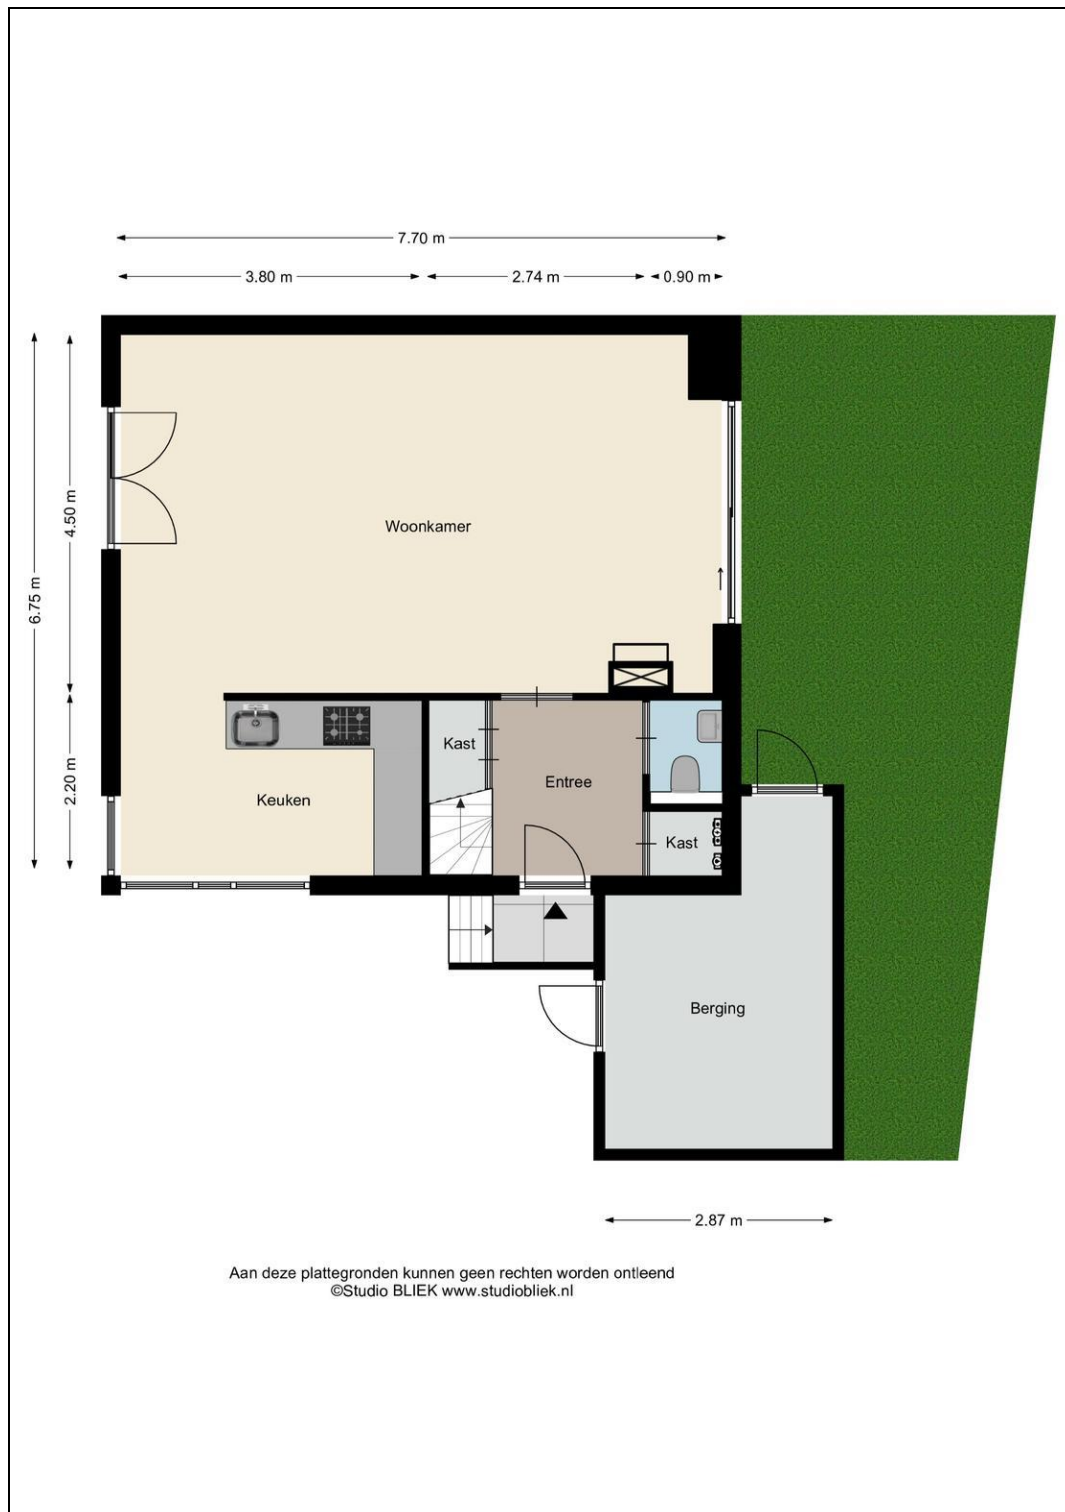 7.70 m
3.80 m
2.74 m
0.90 m
6.75 m
4.50 m
2.20 m
Woonkamer
Kast
Entree
Keuken
Kast
Berging
2.87 m
Aan deze plattegronden kunnen geen rechten worden ontleend
©Studio BLIEK www.studiobliek.nl